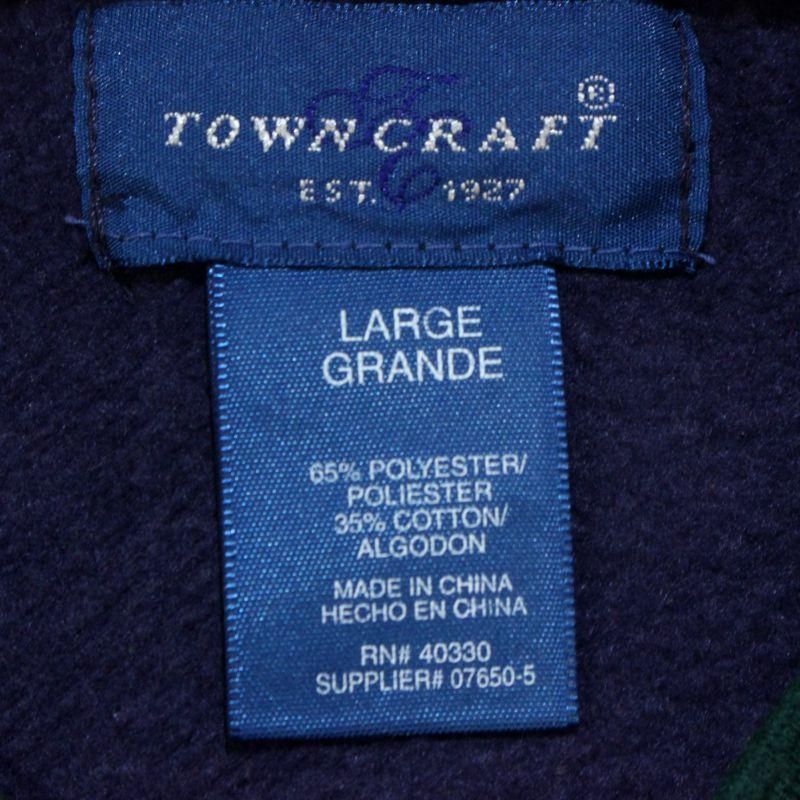 TOWNCRAFT®
EST. 1927
LARGE
GRANDE
65% POLYESTER/
POLIESTER
35% COTTON/
ALGODON
MADE IN CHINA
HECHO EN CHINA
RN# 40330
SUPPLIER# 07650-5